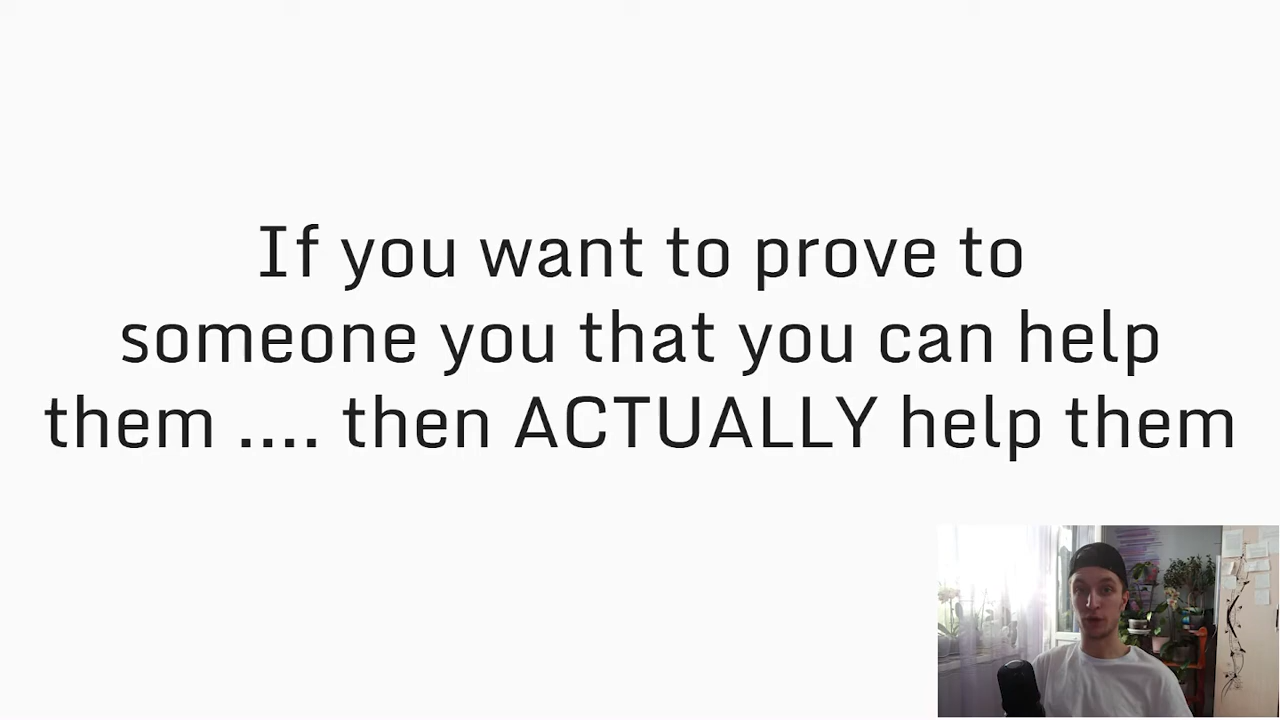 If you want to prove to
someone you that you can help
them .... then ACTUALLY help them